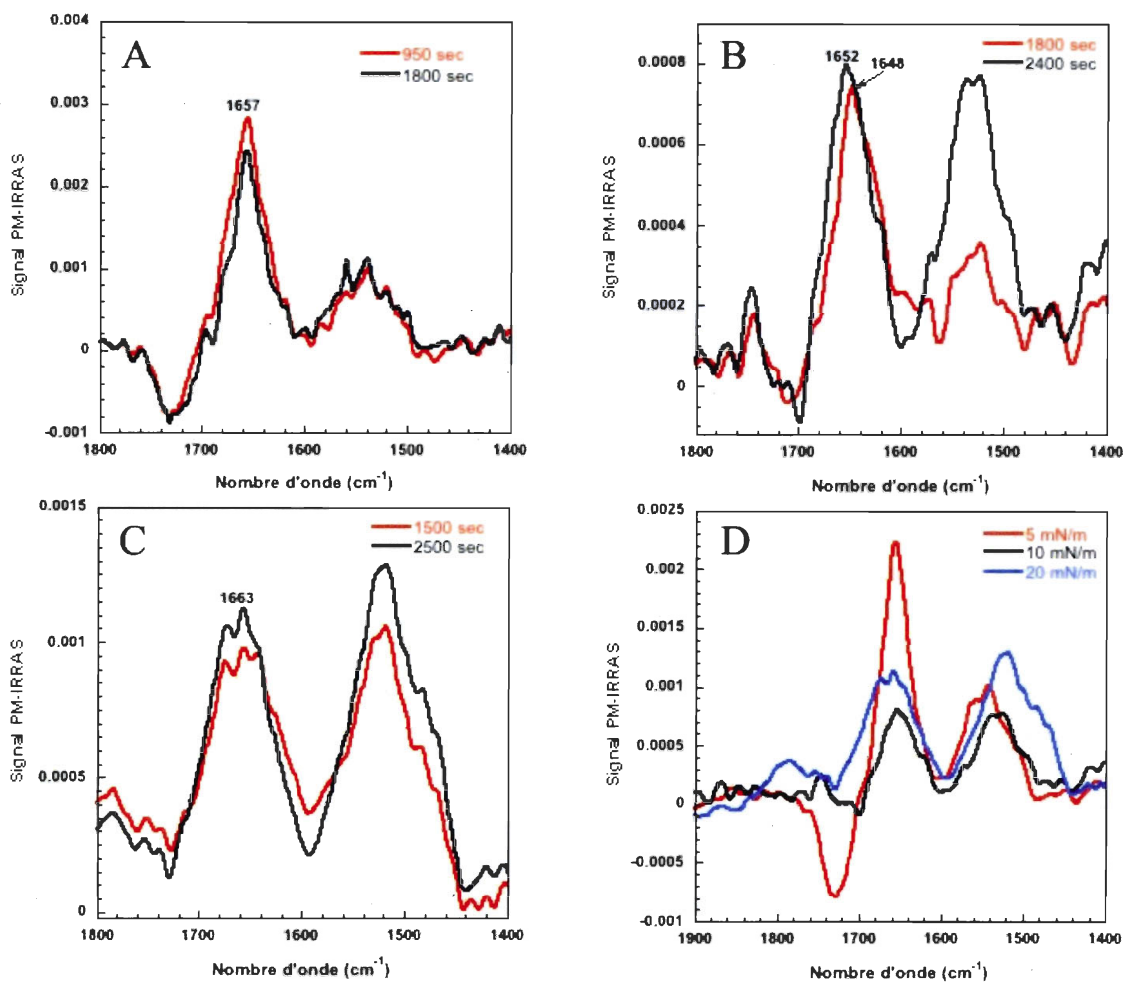 A
950 sec
1800 sec
1657
0.004
0.003
0.002
0.001
0
-0.001
Signal PM-IRRAS
1800
1700
1600
1500
1400
Nombre d'onde (cm-1)
B
1800 sec
2400 sec
1652
1648
0.0008
0.0006
0.0004
0.0002
0
Signal PM-IRRAS
1800
1700
1600
1500
1400
Nombre d'onde (cm-1)
C
1500 sec
2500 sec
1663
0.0015
0.001
0.0005
0
Signal PM-IRRAS
1800
1700
1600
1500
1400
Nombre d'onde (cm-1)
D
5 mN/m
10 mN/m
20 mN/m
0.0025
0.002
0.0015
0.001
0.0005
0
-0.0005
-0.001
Signal PM-IRRAS
1900
1800
1700
1600
1500
1400
Nombre d'onde (cm-1)